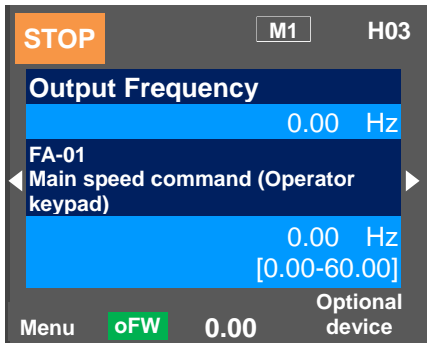 STOP M1 H03
Output Frequency
0.00 Hz
FA-01
Main speed command (Operator
keypad)
0.00 Hz
[0.00-60.00]
Menu oFW 0.00 Optional
device